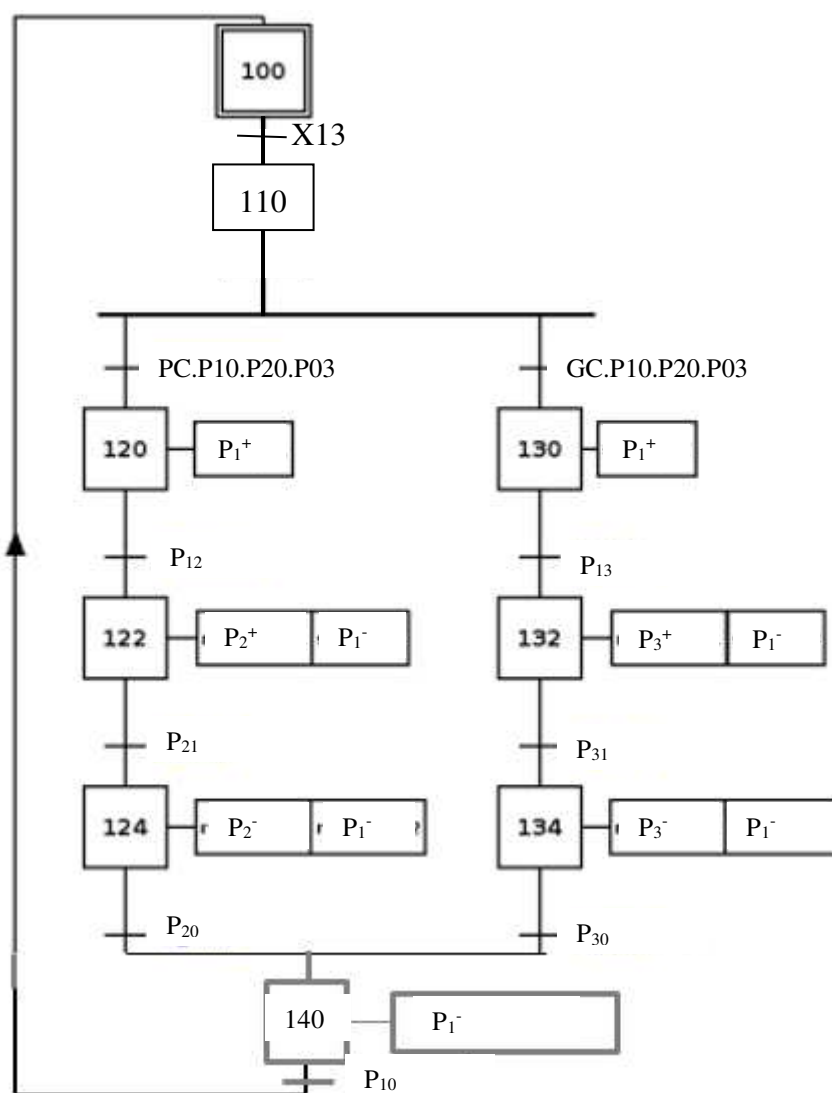 100
X13
110
PC.P10.P20.P03 GC.P10.P20.P03
120 P₁⁺ 130 P₁⁺
P₁₂ P₁₃
122 P₂⁺ P₁⁻ 132 P₃⁺ P₁⁻
P₂₁ P₃₁
124 P₂⁻ P₁⁻ 134 P₃⁻ P₁⁻
P₂₀ P₃₀
140 P₁⁻
P₁₀